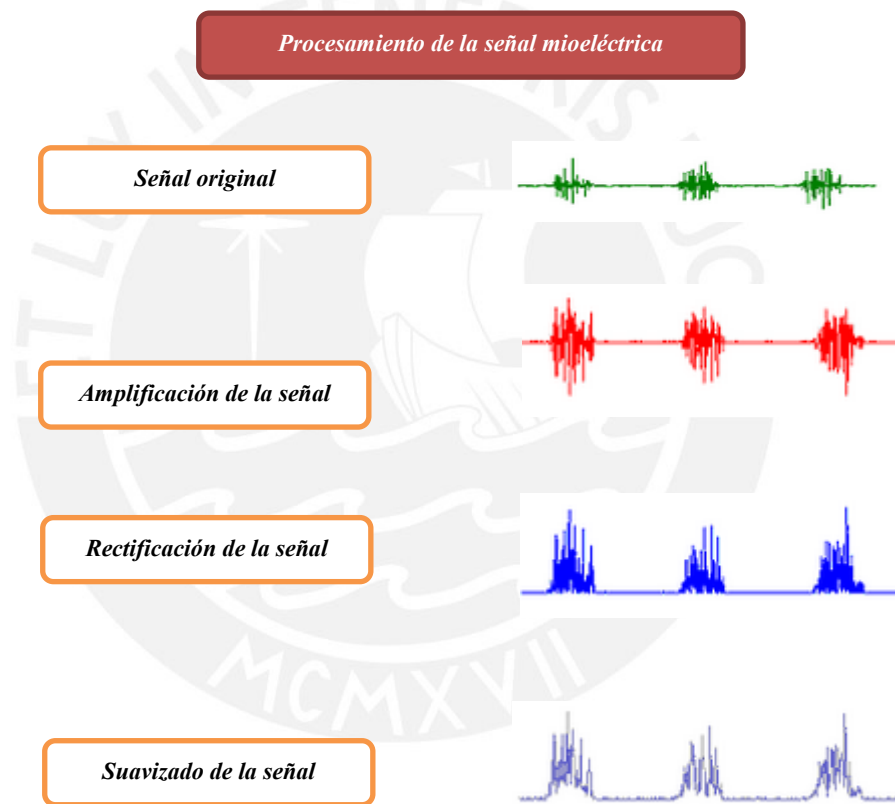 Procesamiento de la señal mioeléctrica
Señal original
Amplificación de la señal
Rectificación de la señal
Suavizado de la señal
MCMXVII